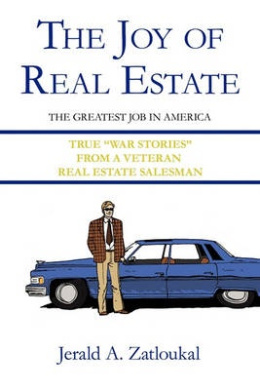 THE JOY OF
REAL ESTATE
THE GREATEST JOB IN AMERICA
TRUE "WAR STORIES"
FROM A VETERAN
REAL ESTATE SALESMAN
Jerald A. Zatloukal